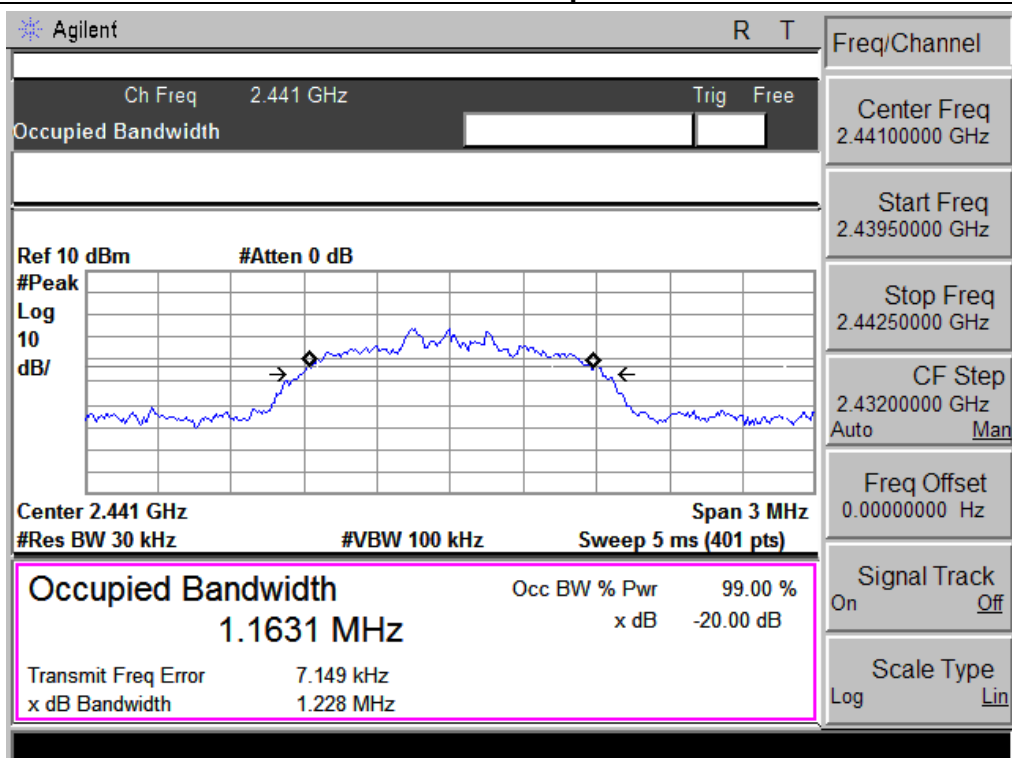 Agilent R T
Ch Freq 2.441 GHz Trig Free
Occupied Bandwidth
Ref 10 dBm #Atten 0 dB
#Peak
Log
10
dB/
Center 2.441 GHz Span 3 MHz
#Res BW 30 kHz #VBW 100 kHz Sweep 5 ms (401 pts)
Occupied Bandwidth
1.1631 MHz
Occ BW % Pwr 99.00 %
x dB -20.00 dB
Transmit Freq Error 7.149 kHz
x dB Bandwidth 1.228 MHz
Freq/Channel
Center Freq
2.44100000 GHz
Start Freq
2.43950000 GHz
Stop Freq
2.44250000 GHz
CF Step
2.43200000 GHz
Auto Man
Freq Offset
0.00000000 Hz
Signal Track
On Off
Scale Type
Log Lin